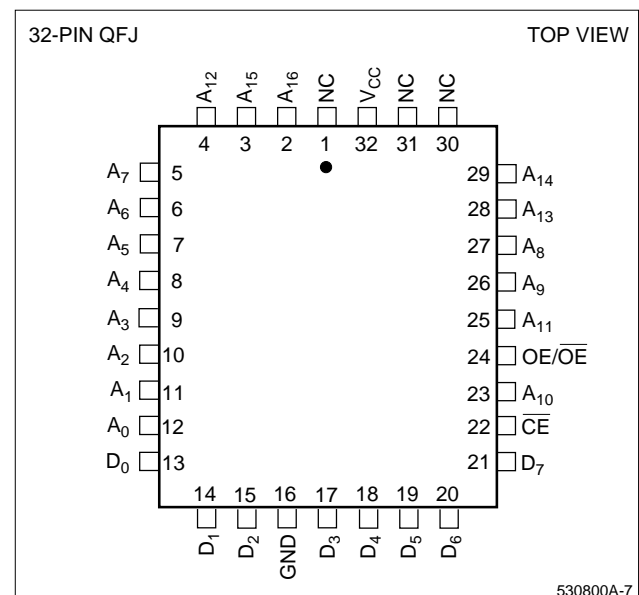 32-PIN QFJ
TOP VIEW
A12 A15 A16 NC VCC NC NC
4 3 2 1 32 31 30
A7 5 29 A14
A6 6 28 A13
A5 7 27 A8
A4 8 26 A9
A3 9 25 A11
A2 10 24 OE/O̅E̅
A1 11 23 A10
A0 12 22 C̅E̅
D0 13 21 D7
14 15 16 17 18 19 20
D1 D2 GND D3 D4 D5 D6
530800A-7